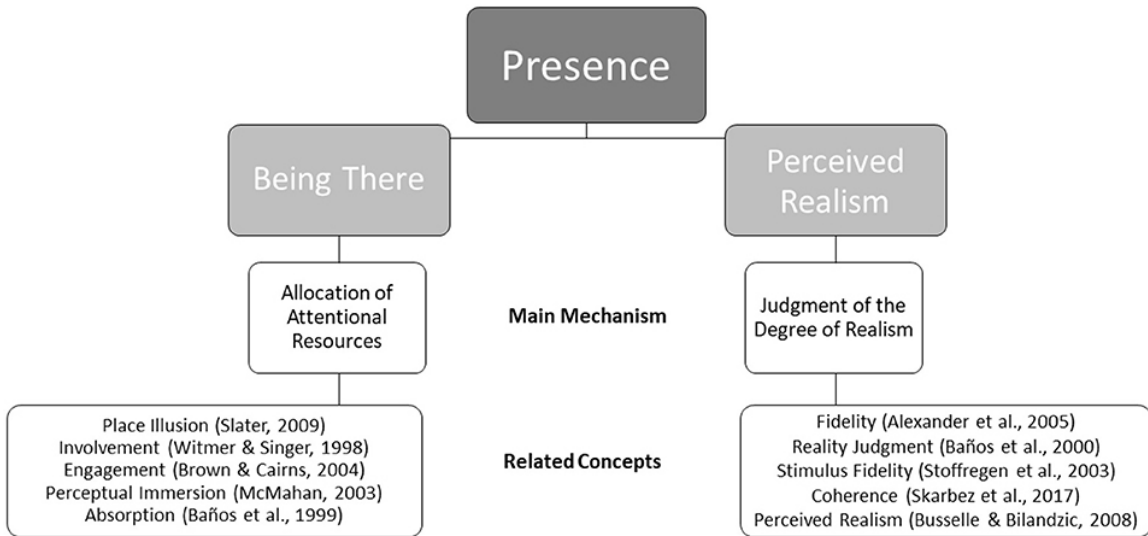 Presence
Being There
Perceived
Realism
Allocation of
Attentional
Resources
Main Mechanism
Judgment of the
Degree of Realism
Place Illusion (Slater, 2009)
Involvement (Witmer & Singer, 1998)
Engagement (Brown & Cairns, 2004)
Perceptual Immersion (McMahan, 2003)
Absorption (Baños et al., 1999)
Related Concepts
Fidelity (Alexander et al., 2005)
Reality Judgment (Baños et al., 2000)
Stimulus Fidelity (Stoffregen et al., 2003)
Coherence (Skarbez et al., 2017)
Perceived Realism (Busselle & Bilandzic, 2008)